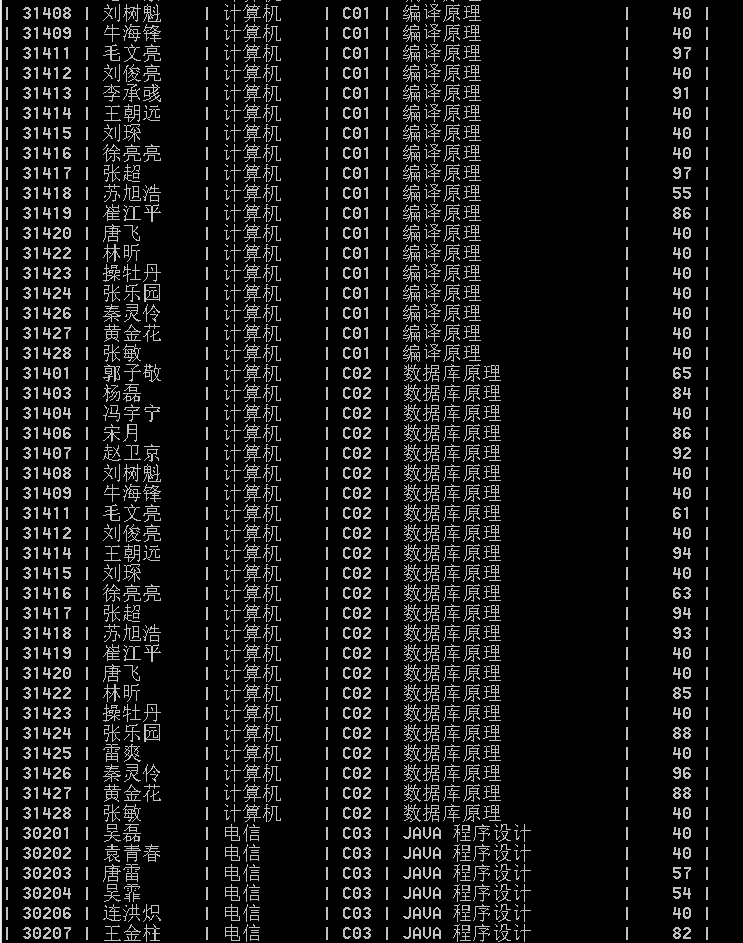 | 31408 | 刘树魁 | 计算机 | C01 | 编译原理 | 40 |
| 31409 | 牛海锋 | 计算机 | C01 | 编译原理 | 40 |
| 31411 | 毛文亮 | 计算机 | C01 | 编译原理 | 97 |
| 31412 | 刘俊亮 | 计算机 | C01 | 编译原理 | 40 |
| 31413 | 李承彧 | 计算机 | C01 | 编译原理 | 91 |
| 31414 | 王朝远 | 计算机 | C01 | 编译原理 | 40 |
| 31415 | 刘琛 | 计算机 | C01 | 编译原理 | 40 |
| 31416 | 徐亮亮 | 计算机 | C01 | 编译原理 | 40 |
| 31417 | 张超 | 计算机 | C01 | 编译原理 | 97 |
| 31418 | 苏旭浩 | 计算机 | C01 | 编译原理 | 55 |
| 31419 | 崔江平 | 计算机 | C01 | 编译原理 | 86 |
| 31420 | 唐飞 | 计算机 | C01 | 编译原理 | 40 |
| 31422 | 林昕 | 计算机 | C01 | 编译原理 | 40 |
| 31423 | 操牡丹 | 计算机 | C01 | 编译原理 | 40 |
| 31424 | 张乐园 | 计算机 | C01 | 编译原理 | 40 |
| 31426 | 秦灵伶 | 计算机 | C01 | 编译原理 | 40 |
| 31427 | 黄金花 | 计算机 | C01 | 编译原理 | 40 |
| 31428 | 张敏 | 计算机 | C01 | 编译原理 | 40 |
| 31401 | 郭子敬 | 计算机 | C02 | 数据库原理 | 65 |
| 31403 | 杨磊 | 计算机 | C02 | 数据库原理 | 84 |
| 31404 | 冯宇宁 | 计算机 | C02 | 数据库原理 | 40 |
| 31406 | 宋月 | 计算机 | C02 | 数据库原理 | 86 |
| 31407 | 赵卫京 | 计算机 | C02 | 数据库原理 | 92 |
| 31408 | 刘树魁 | 计算机 | C02 | 数据库原理 | 40 |
| 31409 | 牛海锋 | 计算机 | C02 | 数据库原理 | 40 |
| 31411 | 毛文亮 | 计算机 | C02 | 数据库原理 | 61 |
| 31412 | 刘俊亮 | 计算机 | C02 | 数据库原理 | 40 |
| 31414 | 王朝远 | 计算机 | C02 | 数据库原理 | 94 |
| 31415 | 刘琛 | 计算机 | C02 | 数据库原理 | 40 |
| 31416 | 徐亮亮 | 计算机 | C02 | 数据库原理 | 63 |
| 31417 | 张超 | 计算机 | C02 | 数据库原理 | 94 |
| 31418 | 苏旭浩 | 计算机 | C02 | 数据库原理 | 93 |
| 31419 | 崔江平 | 计算机 | C02 | 数据库原理 | 40 |
| 31420 | 唐飞 | 计算机 | C02 | 数据库原理 | 40 |
| 31422 | 林昕 | 计算机 | C02 | 数据库原理 | 85 |
| 31423 | 操牡丹 | 计算机 | C02 | 数据库原理 | 40 |
| 31424 | 张乐园 | 计算机 | C02 | 数据库原理 | 88 |
| 31425 | 雷爽 | 计算机 | C02 | 数据库原理 | 40 |
| 31426 | 秦灵伶 | 计算机 | C02 | 数据库原理 | 96 |
| 31427 | 黄金花 | 计算机 | C02 | 数据库原理 | 88 |
| 31428 | 张敏 | 计算机 | C02 | 数据库原理 | 40 |
| 30201 | 吴磊 | 电信 | C03 | JAVA 程序设计 | 40 |
| 30202 | 袁青春 | 电信 | C03 | JAVA 程序设计 | 40 |
| 30203 | 唐雷 | 电信 | C03 | JAVA 程序设计 | 57 |
| 30204 | 吴霏 | 电信 | C03 | JAVA 程序设计 | 54 |
| 30206 | 连洪炽 | 电信 | C03 | JAVA 程序设计 | 40 |
| 30207 | 王金柱 | 电信 | C03 | JAVA 程序设计 | 82 |